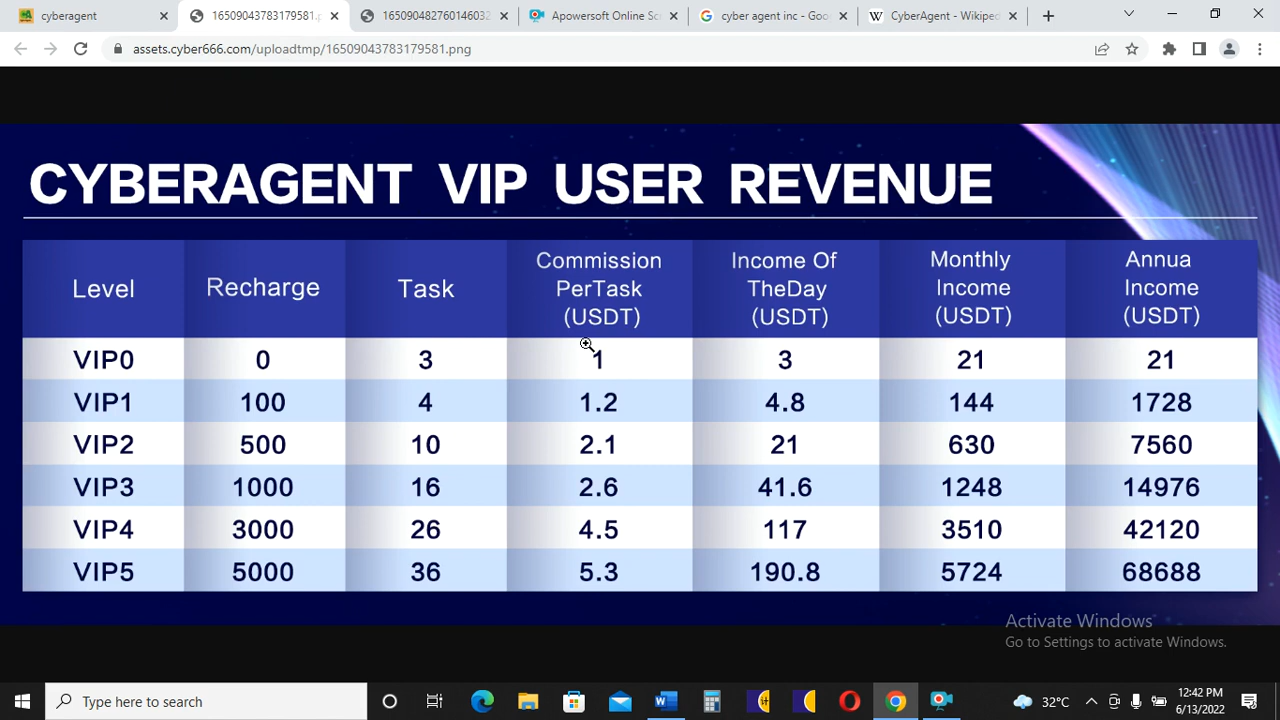 cyberagent
16509043783179581.p
1650904827616146032
Apowersoft Online Sc
cyber agent inc - Goo
CyberAgent - Wikiped
assets.cyber666.com/uploadtmp/16509043783179581.png
CYBERAGENT VIP USER REVENUE
Level Recharge Task Commission PerTask (USDT) Income Of TheDay (USDT) Monthly Income (USDT) Annua Income (USDT)
VIP0 0 3 1 3 21 21
VIP1 100 4 1.2 4.8 144 1728
VIP2 500 10 2.1 21 630 7560
VIP3 1000 16 2.6 41.6 1248 14976
VIP4 3000 26 4.5 117 3510 42120
VIP5 5000 36 5.3 190.8 5724 68688
Activate Windows
Go to Settings to activate Windows.
Type here to search
32°C
12:42 PM
6/13/2022